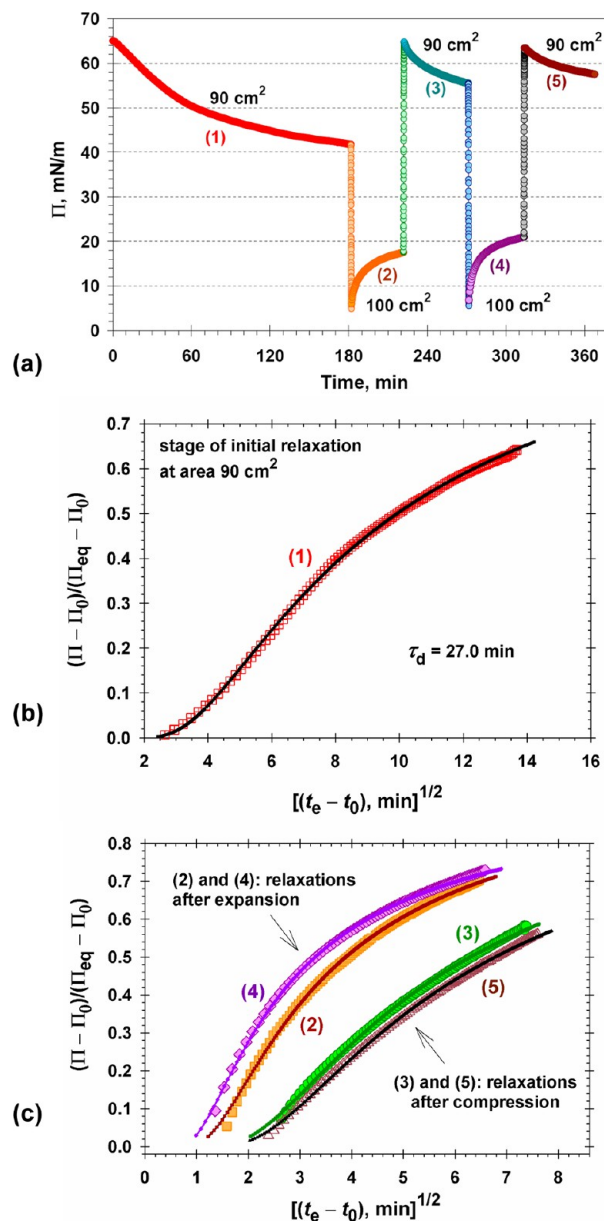 70
60
50
40
30
20
10
0
Π, mN/m
90 cm²
(1)
(2)
100 cm²
90 cm²
(3)
(4)
100 cm²
90 cm²
(5)
0 60 120 180 240 300 360
Time, min
(a)
0.7
0.6
0.5
0.4
0.3
0.2
0.1
0.0
(Π − Π₀)/(Π_eq − Π₀)
stage of initial relaxation
at area 90 cm²
(1)
τ_d = 27.0 min
2 4 6 8 10 12 14 16
[(t_e − t₀), min]^1/2
(b)
0.8
0.7
0.6
0.5
0.4
0.3
0.2
0.1
0.0
(Π − Π₀)/(Π_eq − Π₀)
(2) and (4): relaxations
after expansion
(4)
(2)
(3)
(5)
(3) and (5): relaxations
after compression
0 1 2 3 4 5 6 7 8
[(t_e − t₀), min]^1/2
(c)